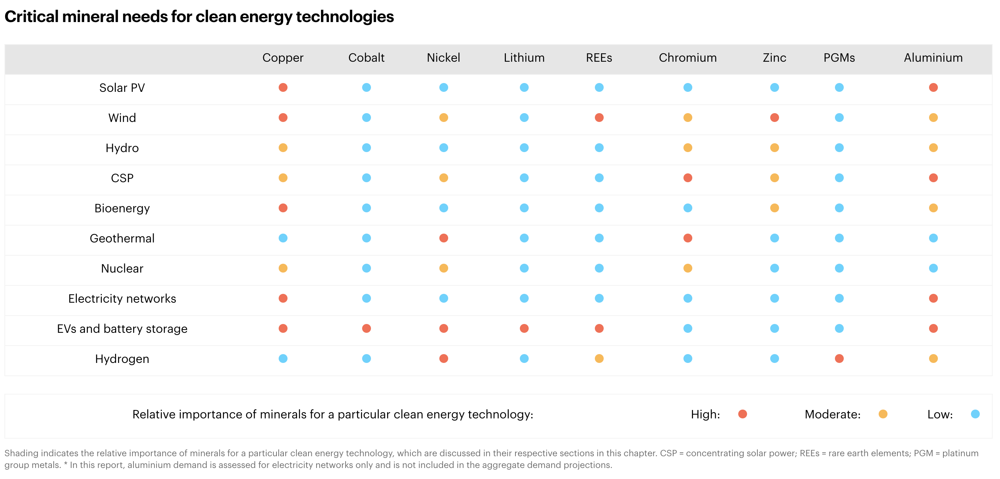 Critical mineral needs for clean energy technologies
Copper Cobalt Nickel Lithium REEs Chromium Zinc PGMs Aluminium
Solar PV
Wind
Hydro
CSP
Bioenergy
Geothermal
Nuclear
Electricity networks
EVs and battery storage
Hydrogen
Relative importance of minerals for a particular clean energy technology: High: Moderate: Low:
Shading indicates the relative importance of minerals for a particular clean energy technology, which are discussed in their respective sections in this chapter. CSP = concentrating solar power; REEs = rare earth elements; PGM = platinum
group metals. * In this report, aluminium demand is assessed for electricity networks only and is not included in the aggregate demand projections.